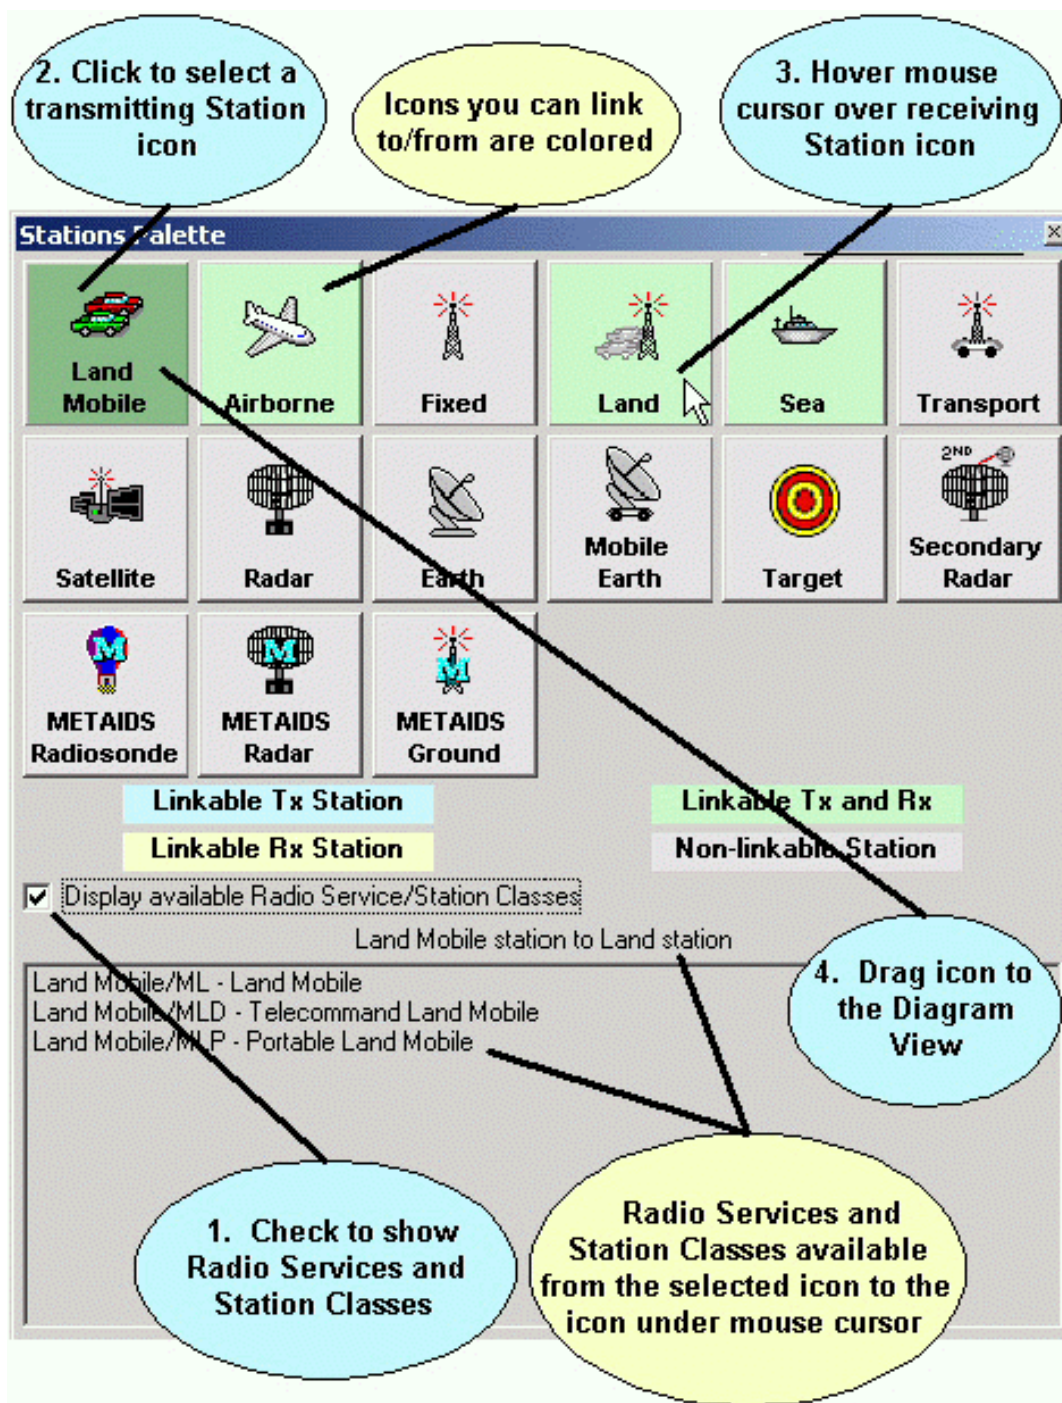 2. Click to select a
transmitting Station
icon
Icons you can link
to/from are colored
3. Hover mouse
cursor over receiving
Station icon
Stations Palette
Land
Mobile
Airborne
Fixed
Land
Sea
Transport
Satellite
Radar
Earth
Mobile
Earth
Target
2ND
Secondary
Radar
M
METAIDS
Radiosonde
M
METAIDS
Radar
M
METAIDS
Ground
Linkable Tx Station
Linkable Tx and Rx
Linkable Rx Station
Non-linkable Station
Display available Radio Service/Station Classes
Land Mobile station to Land station
Land Mobile/ML - Land Mobile
Land Mobile/MLD - Telecommand Land Mobile
Land Mobile/MLP - Portable Land Mobile
4. Drag icon to
the Diagram
View
1. Check to show
Radio Services and
Station Classes
Radio Services and
Station Classes available
from the selected icon to the
icon under mouse cursor